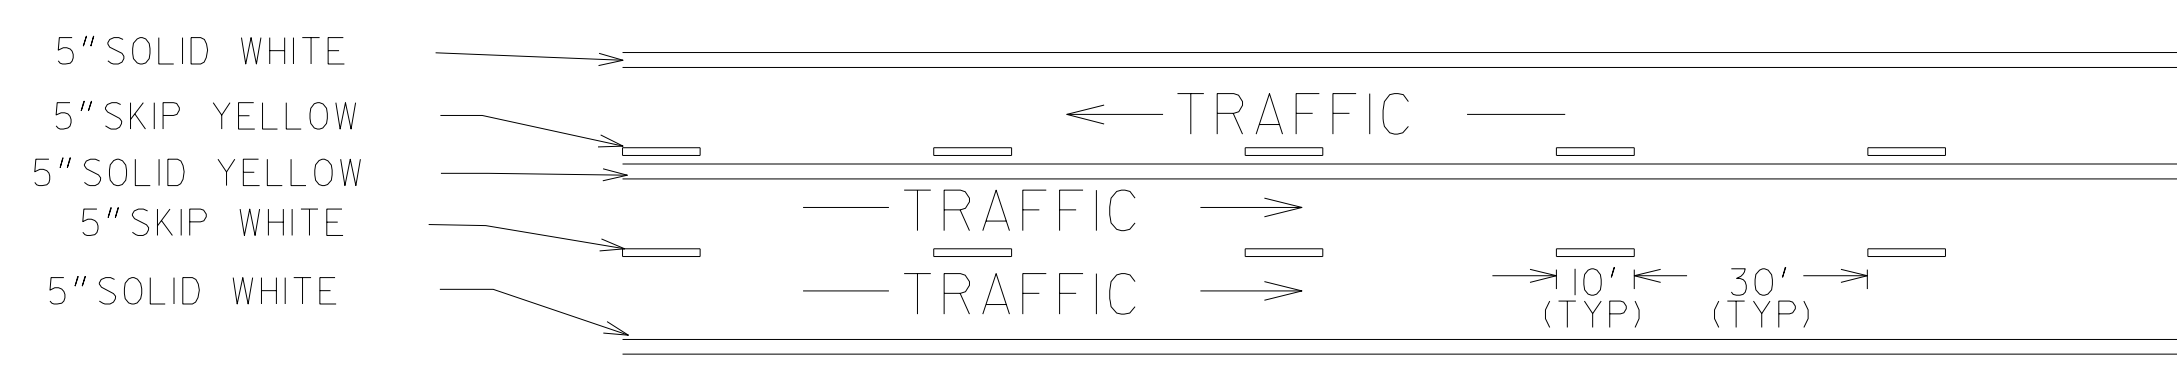 5"SOLID WHITE
5"SKIP YELLOW
5"SOLID YELLOW
5"SKIP WHITE
5"SOLID WHITE
TRAFFIC
TRAFFIC
TRAFFIC
10' 30'
(TYP) (TYP)